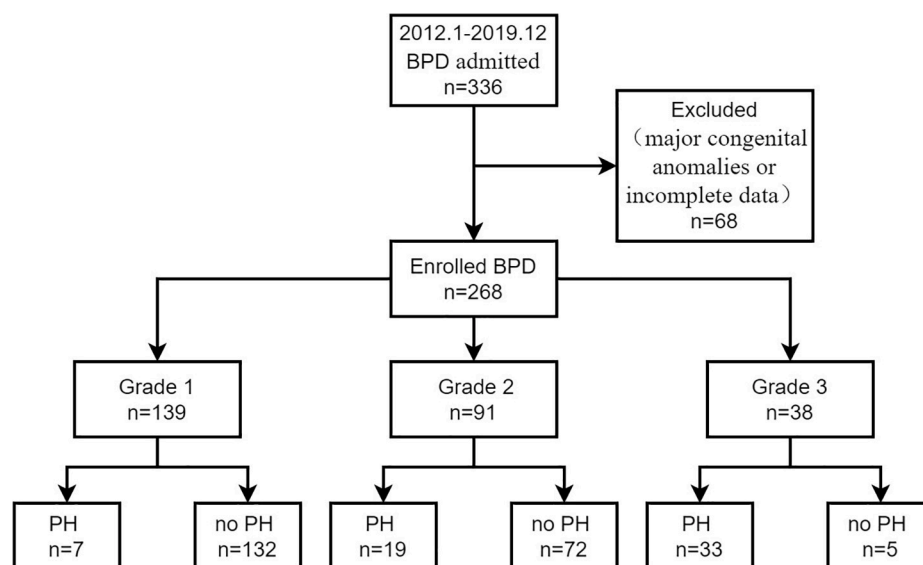 2012.1-2019.12
BPD admitted
n=336
Excluded
（major congenital
anomalies or
incomplete data）
n=68
Enrolled BPD
n=268
Grade 1
n=139
Grade 2
n=91
Grade 3
n=38
PH
n=7
no PH
n=132
PH
n=19
no PH
n=72
PH
n=33
no PH
n=5